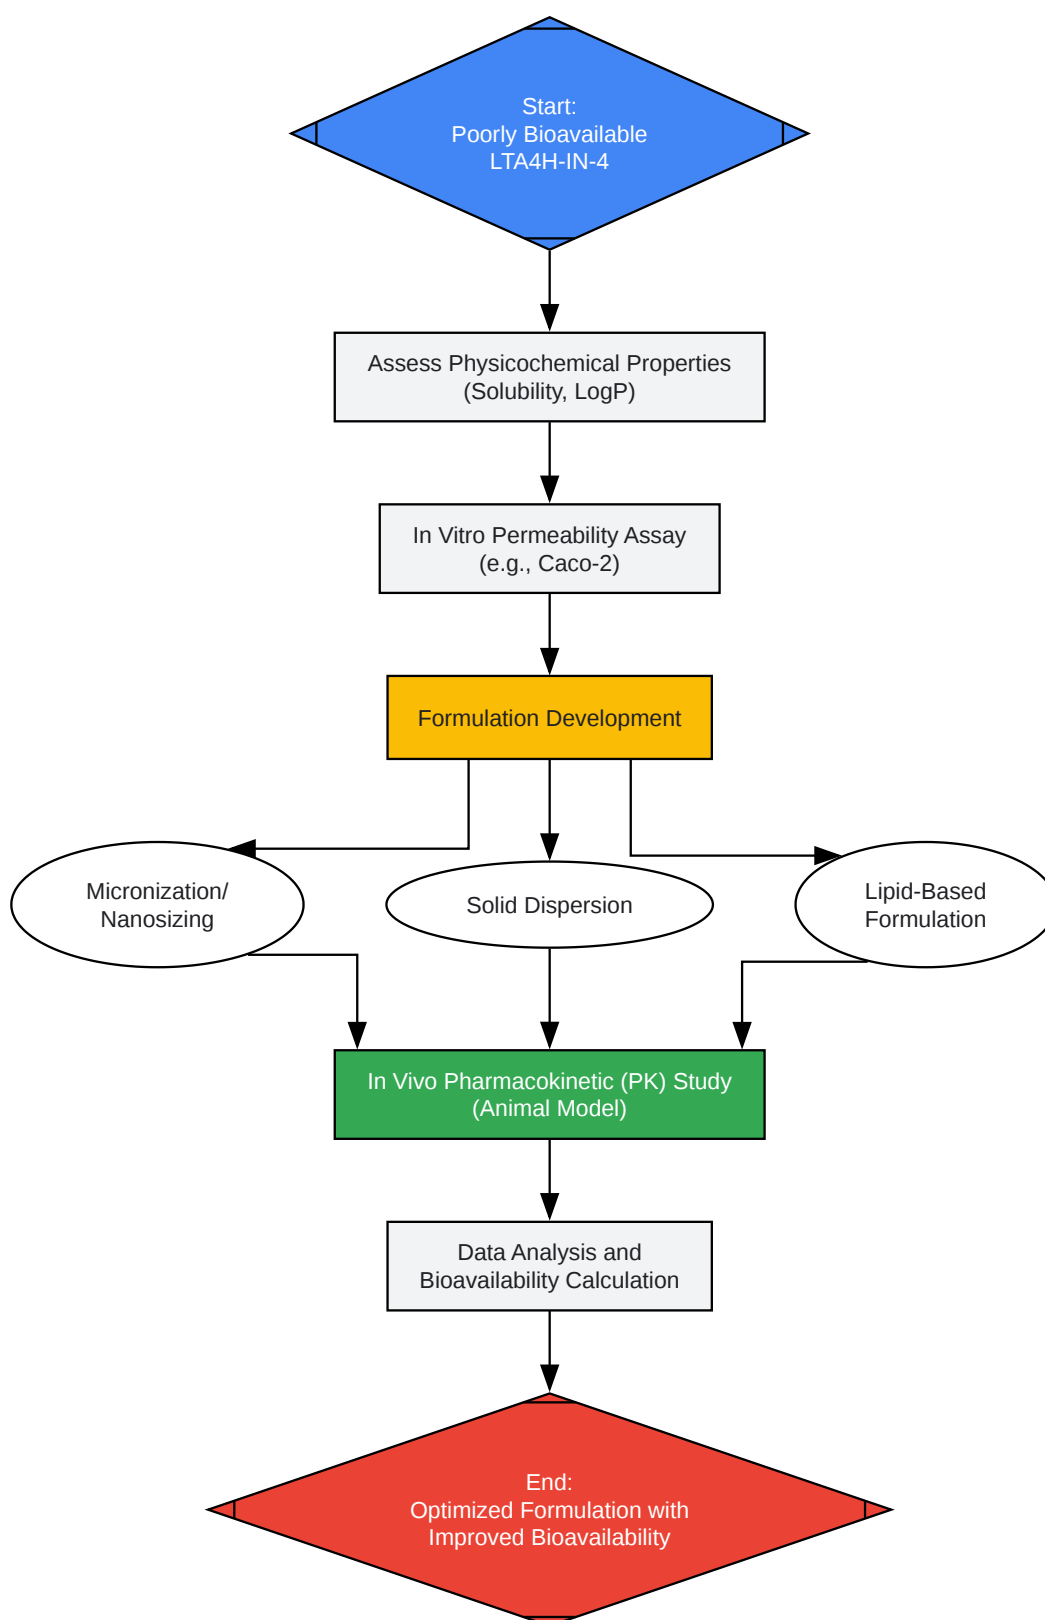 Start:
Poorly Bioavailable
LTA4H-IN-4
Assess Physicochemical Properties
(Solubility, LogP)
In Vitro Permeability Assay
(e.g., Caco-2)
Formulation Development
Micronization/
Nanosizing
Solid Dispersion
Lipid-Based
Formulation
In Vivo Pharmacokinetic (PK) Study
(Animal Model)
Data Analysis and
Bioavailability Calculation
End:
Optimized Formulation with
Improved Bioavailability